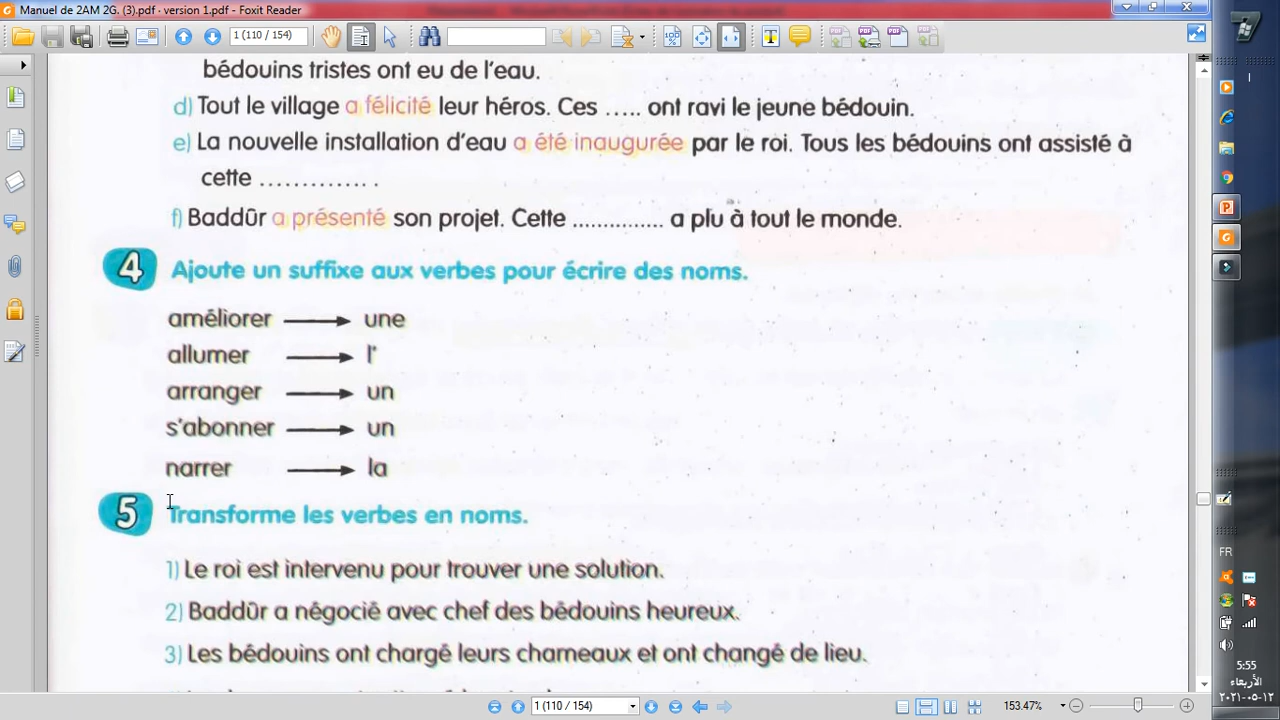 Manuel de 2AM 2G. (3).pdf · version 1.pdf - Foxit Reader
1 (110 / 154)
bédouins tristes ont eu de l'eau.
d) Tout le village a félicité leur héros. Ces ..... ont ravi le jeune bédouin.
e) La nouvelle installation d'eau a été inaugurée par le roi. Tous les bédouins ont assisté à
cette ............. .
f) Baddûr a présenté son projet. Cette .............. a plu à tout le monde.
4 Ajoute un suffixe aux verbes pour écrire des noms.
améliorer → une
allumer → l'
arranger → un
s'abonner → un
narrer → la
5 Transforme les verbes en noms.
1) Le roi est intervenu pour trouver une solution.
2) Baddûr a négocié avec chef des bédouins heureux.
3) Les bédouins ont chargé leurs chameaux et ont changé de lieu.
1 (110 / 154)
153.47%
FR
5:55
الأربعاء
٢٠٢١-٠٥-١٢